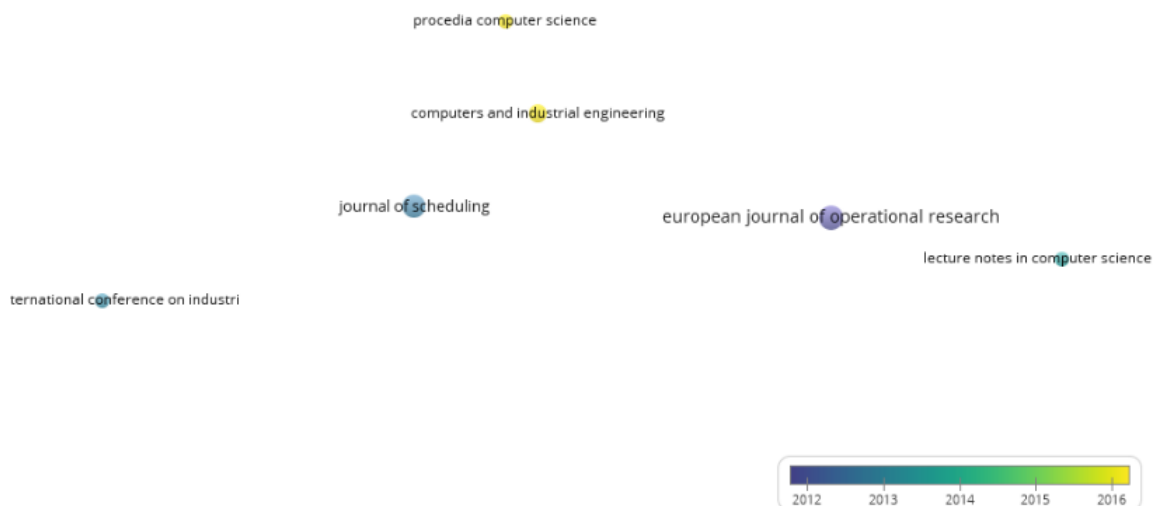 procedia computer science
computers and industrial engineering
journal of scheduling
european journal of operational research
lecture notes in computer science
ternational conference on industri
2012 2013 2014 2015 2016